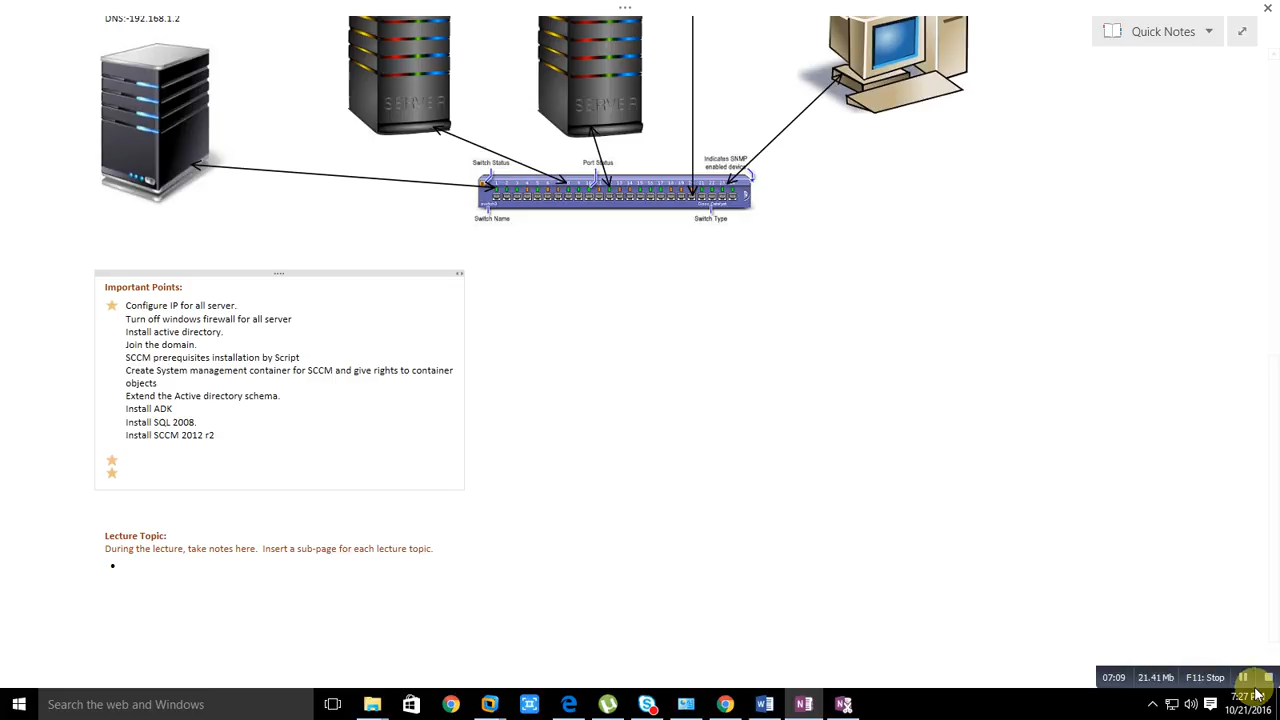 DNS:-192.168.1.2
Quick Notes
SERVER
SERVER
Switch Status
Port Status
Indicates SNMP
enabled device
Switch Name
Switch Type
Important Points:
Configure IP for all server.
Turn off windows firewall for all server
Install active directory.
Join the domain.
SCCM prerequisites installation by Script
Create System management container for SCCM and give rights to container
objects
Extend the Active directory schema.
Install ADK
Install SQL 2008.
Install SCCM 2012 r2
Lecture Topic:
During the lecture, take notes here. Insert a sub-page for each lecture topic.
07:09 21.41 Mb F11: Stop
Search the web and Windows
7:27
10/21/2016